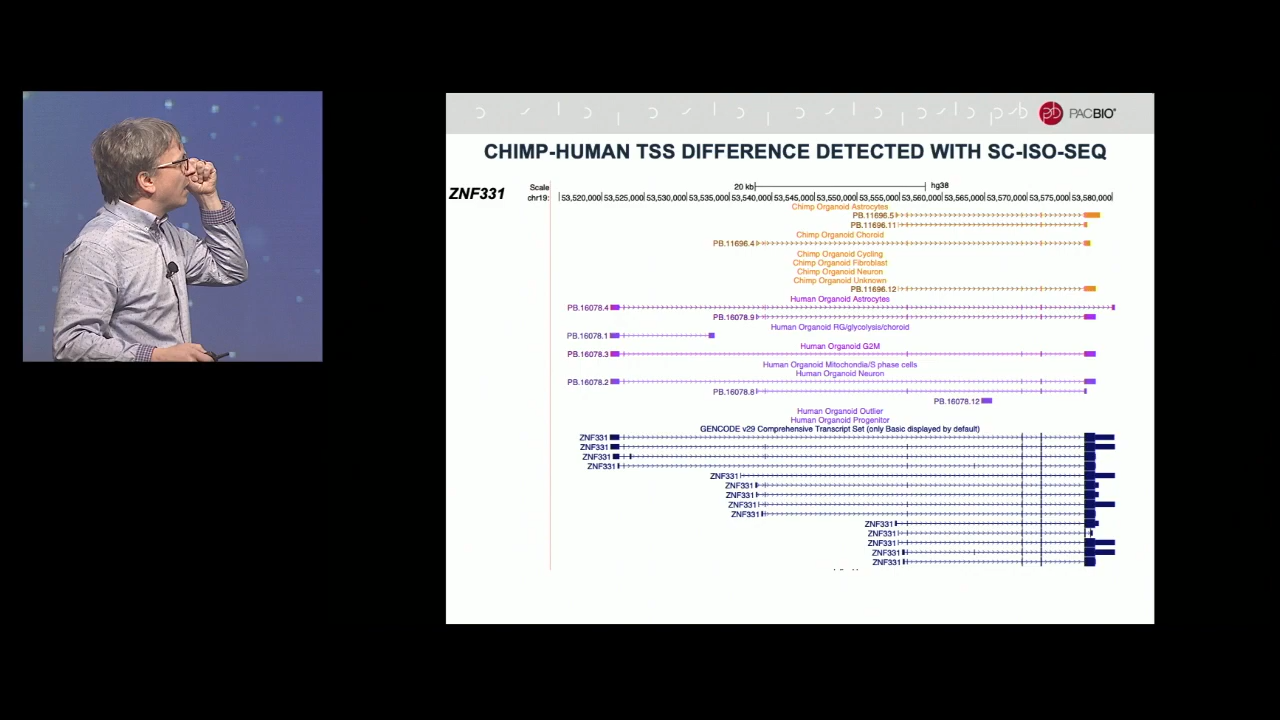 PACBIO®
CHIMP-HUMAN TSS DIFFERENCE DETECTED WITH SC-ISO-SEQ
ZNF331
Scale 20 kb hg38
chr19: 53,520,000 53,525,000 53,530,000 53,535,000 53,540,000 53,545,000 53,550,000 53,555,000 53,560,000 53,565,000 53,570,000 53,575,000 53,580,000
Chimp Organoid Astrocytes
PB.11696.5
PB.11696.11
Chimp Organoid Choroid
PB.11696.4
Chimp Organoid Cycling
Chimp Organoid Fibroblast
Chimp Organoid Neuron
Chimp Organoid Unknown
PB.11696.12
Human Organoid Astrocytes
PB.16078.4
PB.16078.9
Human Organoid RG/glycolysis/choroid
PB.16078.1
Human Organoid G2M
PB.16078.3
Human Organoid Mitochondia/S phase cells
Human Organoid Neuron
PB.16078.2
PB.16078.8
PB.16078.12
Human Organoid Outlier
Human Organoid Progenitor
GENCODE v29 Comprehensive Transcript Set (only Basic displayed by default)
ZNF331
ZNF331
ZNF331
ZNF331
ZNF331
ZNF331
ZNF331
ZNF331
ZNF331
ZNF331
ZNF331
ZNF331
ZNF331
ZNF331